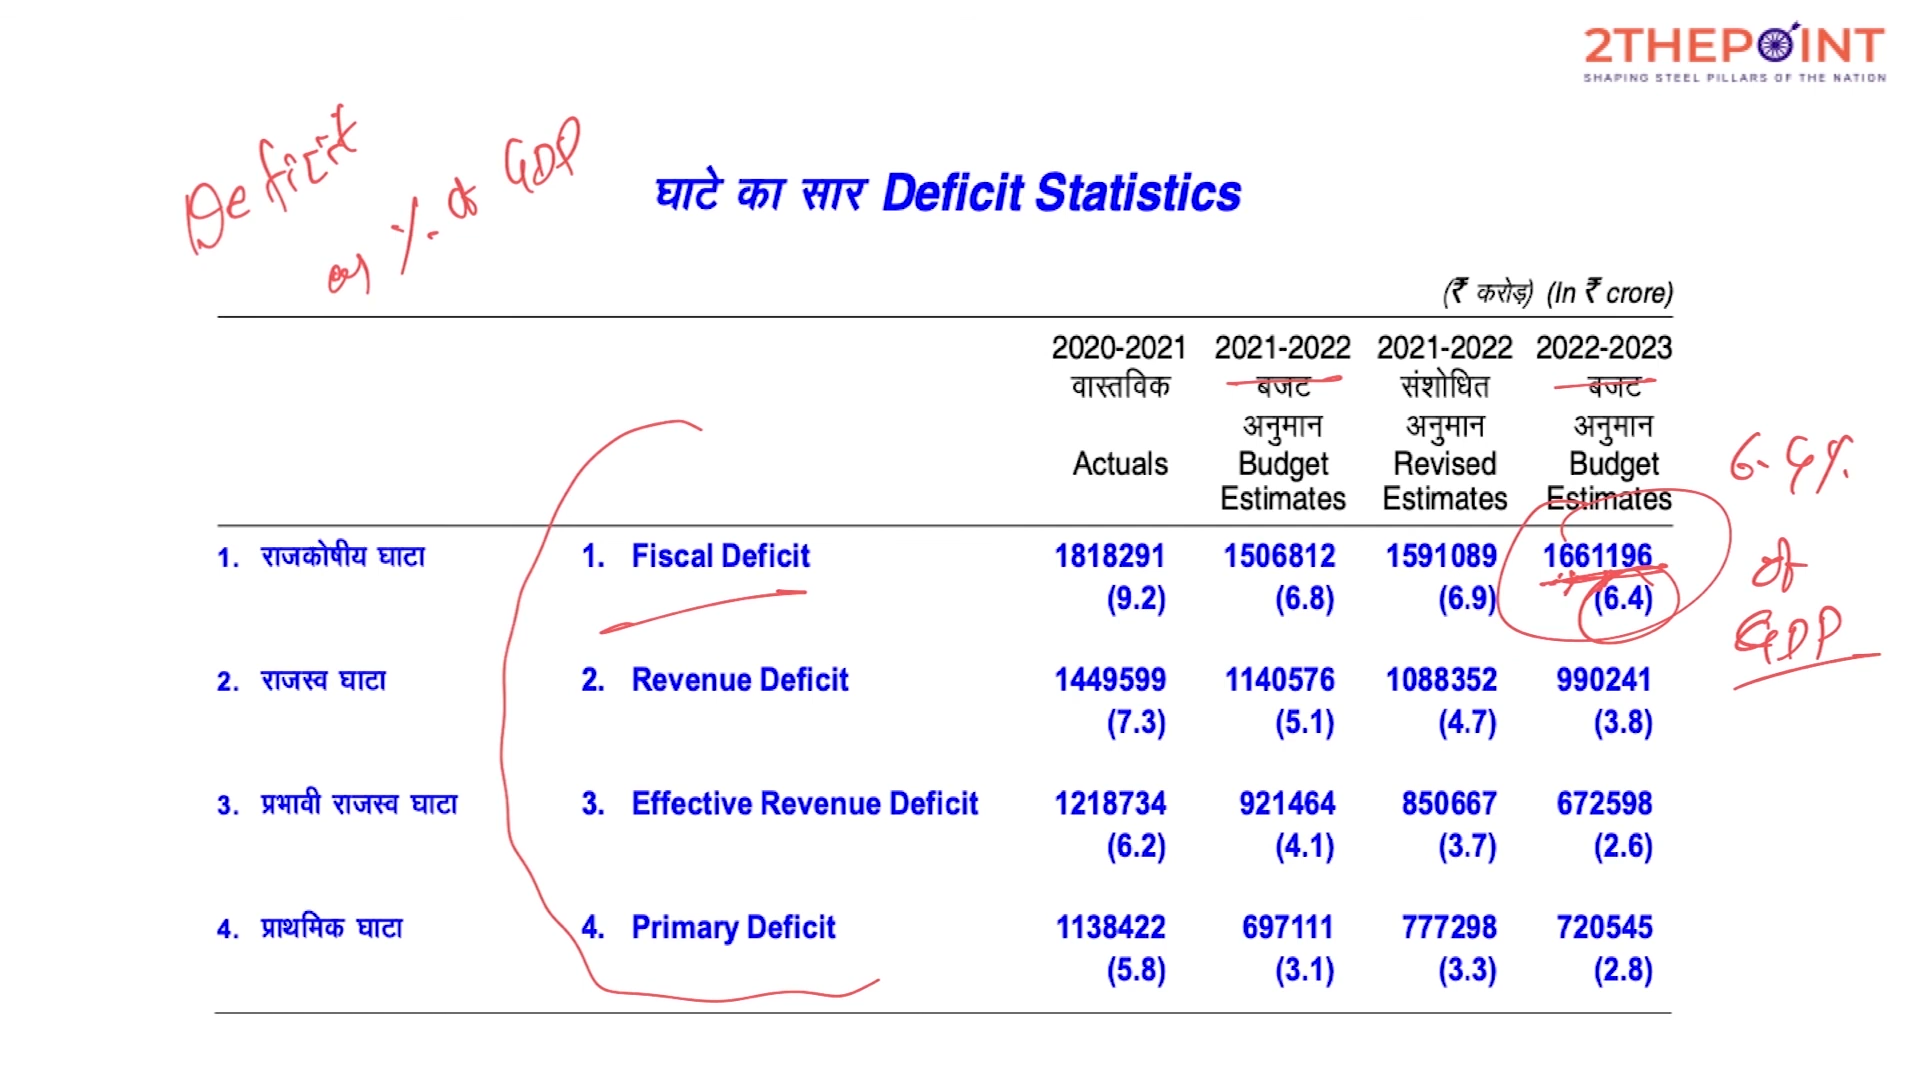 2THEPOINT
SHAPING STEEL PILLARS OF THE NATION
Deficit
as % of GDP
घाटे का सार Deficit Statistics
(₹ करोड़) (In ₹ crore)
2020-2021 2021-2022 2021-2022 2022-2023
वास्तविक बजट संशोधित बजट
अनुमान अनुमान अनुमान
Actuals Budget Revised Budget
Estimates Estimates Estimates
6.4%
of
GDP
1. राजकोषीय घाटा 1. Fiscal Deficit 1818291 1506812 1591089 1661196
(9.2) (6.8) (6.9) (6.4)
2. राजस्व घाटा 2. Revenue Deficit 1449599 1140576 1088352 990241
(7.3) (5.1) (4.7) (3.8)
3. प्रभावी राजस्व घाटा 3. Effective Revenue Deficit 1218734 921464 850667 672598
(6.2) (4.1) (3.7) (2.6)
4. प्राथमिक घाटा 4. Primary Deficit 1138422 697111 777298 720545
(5.8) (3.1) (3.3) (2.8)